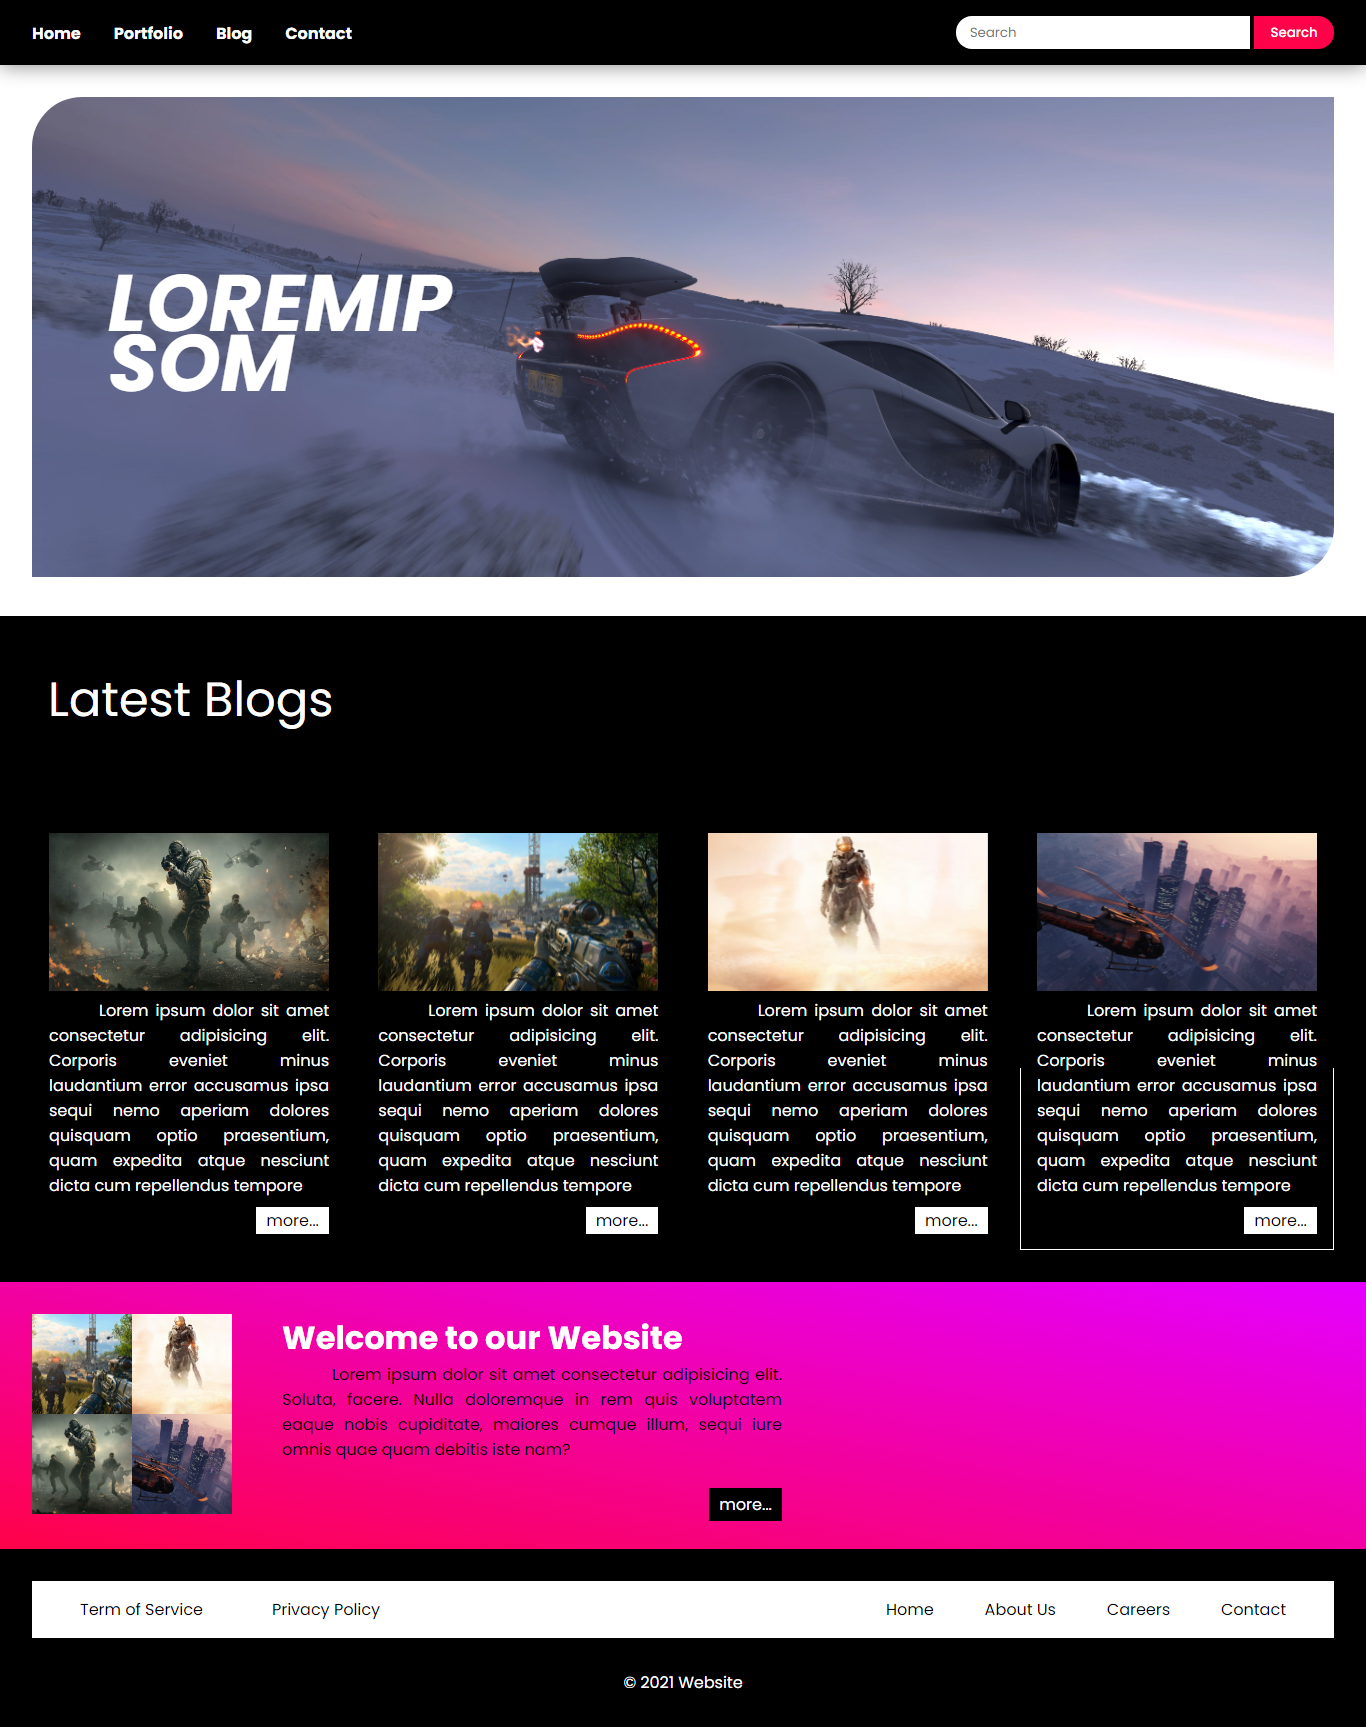 Home Portfolio Blog Contact Search Search
LOREMIP
SOM
Latest Blogs
Lorem ipsum dolor sit amet
consectetur adipisicing elit.
Corporis eveniet minus
laudantium error accusamus ipsa
sequi nemo aperiam dolores
quisquam optio praesentium,
quam expedita atque nesciunt
dicta cum repellendus tempore
more...
Lorem ipsum dolor sit amet
consectetur adipisicing elit.
Corporis eveniet minus
laudantium error accusamus ipsa
sequi nemo aperiam dolores
quisquam optio praesentium,
quam expedita atque nesciunt
dicta cum repellendus tempore
more...
Lorem ipsum dolor sit amet
consectetur adipisicing elit.
Corporis eveniet minus
laudantium error accusamus ipsa
sequi nemo aperiam dolores
quisquam optio praesentium,
quam expedita atque nesciunt
dicta cum repellendus tempore
more...
Lorem ipsum dolor sit amet
consectetur adipisicing elit.
Corporis eveniet minus
laudantium error accusamus ipsa
sequi nemo aperiam dolores
quisquam optio praesentium,
quam expedita atque nesciunt
dicta cum repellendus tempore
more...
Welcome to our Website
Lorem ipsum dolor sit amet consectetur adipisicing elit.
Soluta, facere. Nulla doloremque in rem quis voluptatem
eaque nobis cupiditate, maiores cumque illum, sequi iure
omnis quae quam debitis iste nam?
more...
Term of Service Privacy Policy Home About Us Careers Contact
© 2021 Website